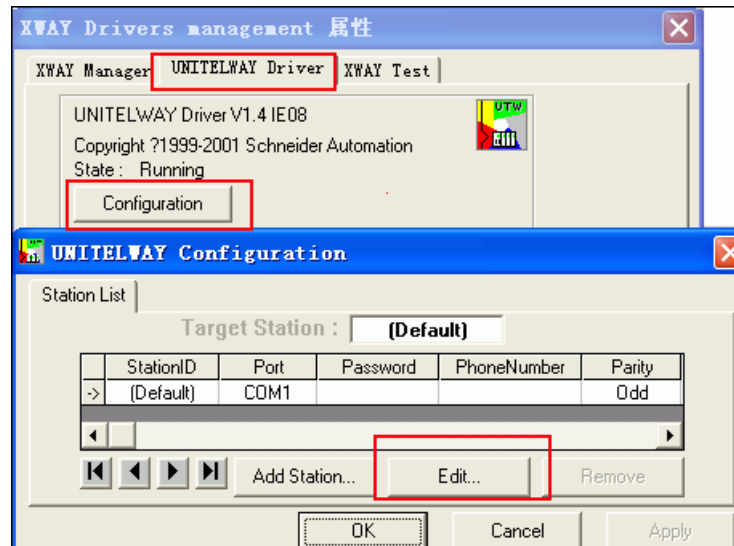 XWAY Drivers management 属性
XWAY Manager UNITELWAY Driver XWAY Test
UNITELWAY Driver V1.4 IE08
UTW
Copyright ?1999-2001 Schneider Automation
State : Running
Configuration
UNITELWAY Configuration
Station List
Target Station : (Default)
StationID Port Password PhoneNumber Parity
-> (Default) COM1 Odd
Add Station... Edit... Remove
OK Cancel Apply